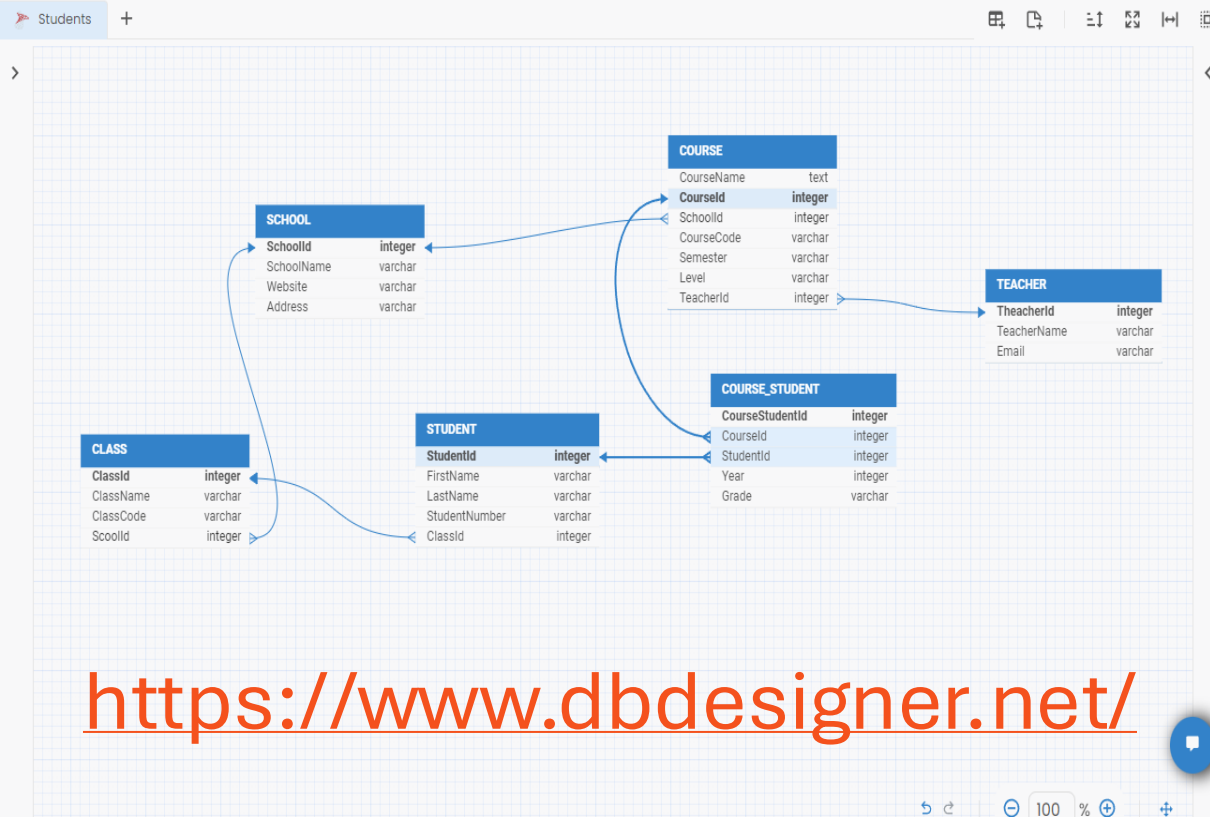 Students
COURSE
CourseName text
CourseId integer
SchoolId integer
CourseCode varchar
Semester varchar
Level varchar
TeacherId integer
SCHOOL
SchoolId integer
SchoolName varchar
Website varchar
Address varchar
TEACHER
TheacherId integer
TeacherName varchar
Email varchar
COURSE_STUDENT
CourseStudentId integer
CourseId integer
StudentId integer
Year integer
Grade varchar
STUDENT
StudentId integer
FirstName varchar
LastName varchar
StudentNumber varchar
ClassId integer
CLASS
ClassId integer
ClassName varchar
ClassCode varchar
ScoolId integer
https://www.dbdesigner.net/
100 %